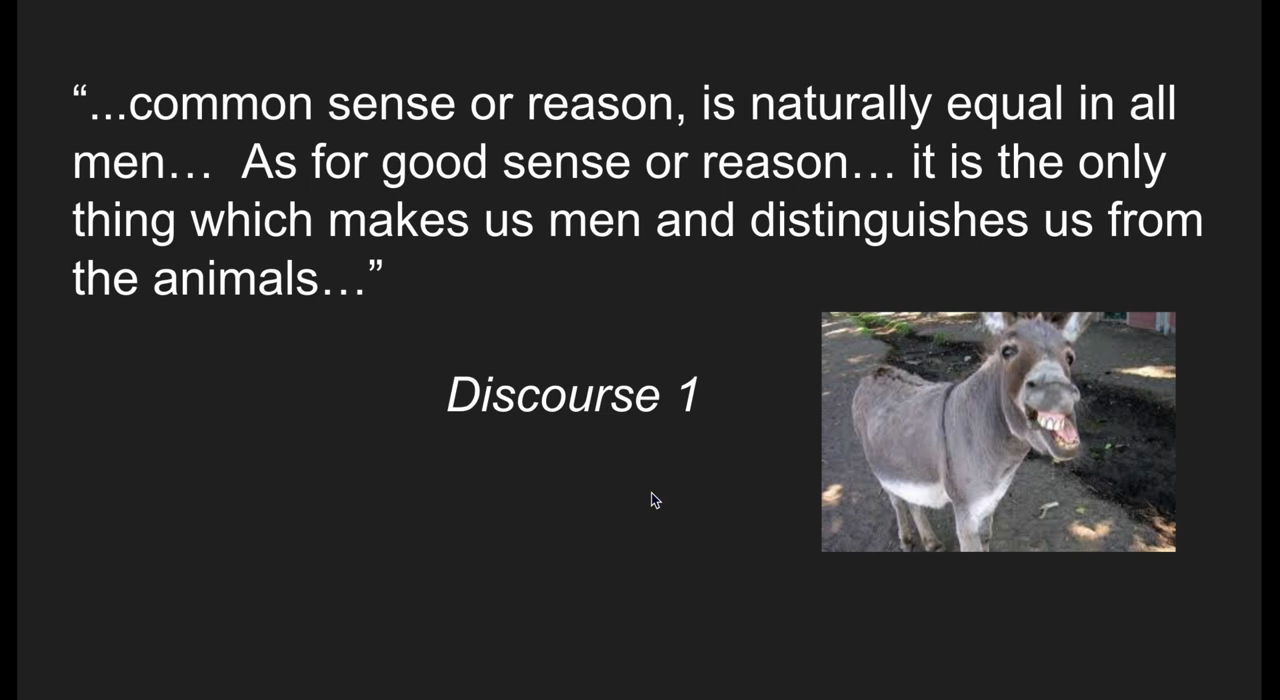 “...common sense or reason, is naturally equal in all
men…  As for good sense or reason… it is the only
thing which makes us men and distinguishes us from
the animals…”
Discourse 1